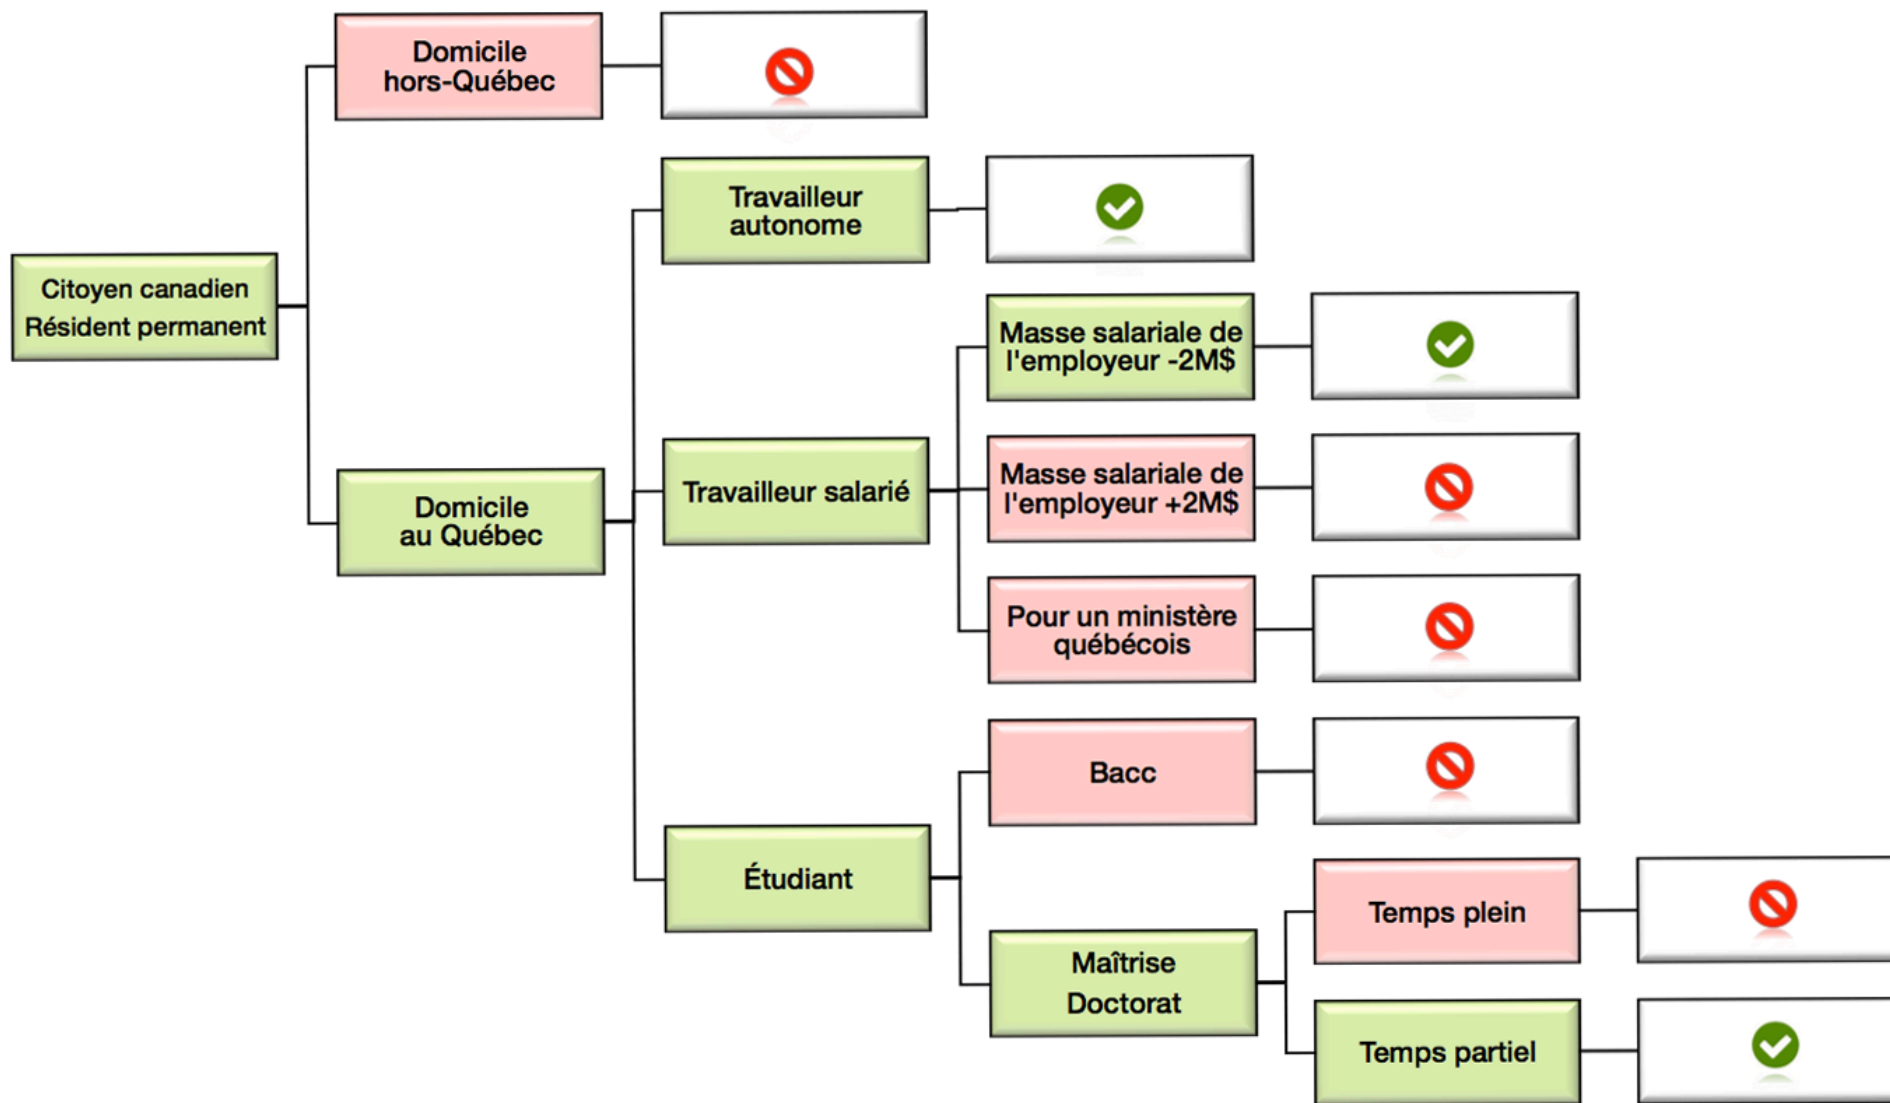 Domicile
hors-Québec
Travailleur
autonome
Citoyen canadien
Résident permanent
Masse salariale de
l'employeur -2M$
Domicile
au Québec
Travailleur salarié
Masse salariale de
l'employeur +2M$
Pour un ministère
québécois
Bacc
Étudiant
Maîtrise
Doctorat
Temps plein
Temps partiel